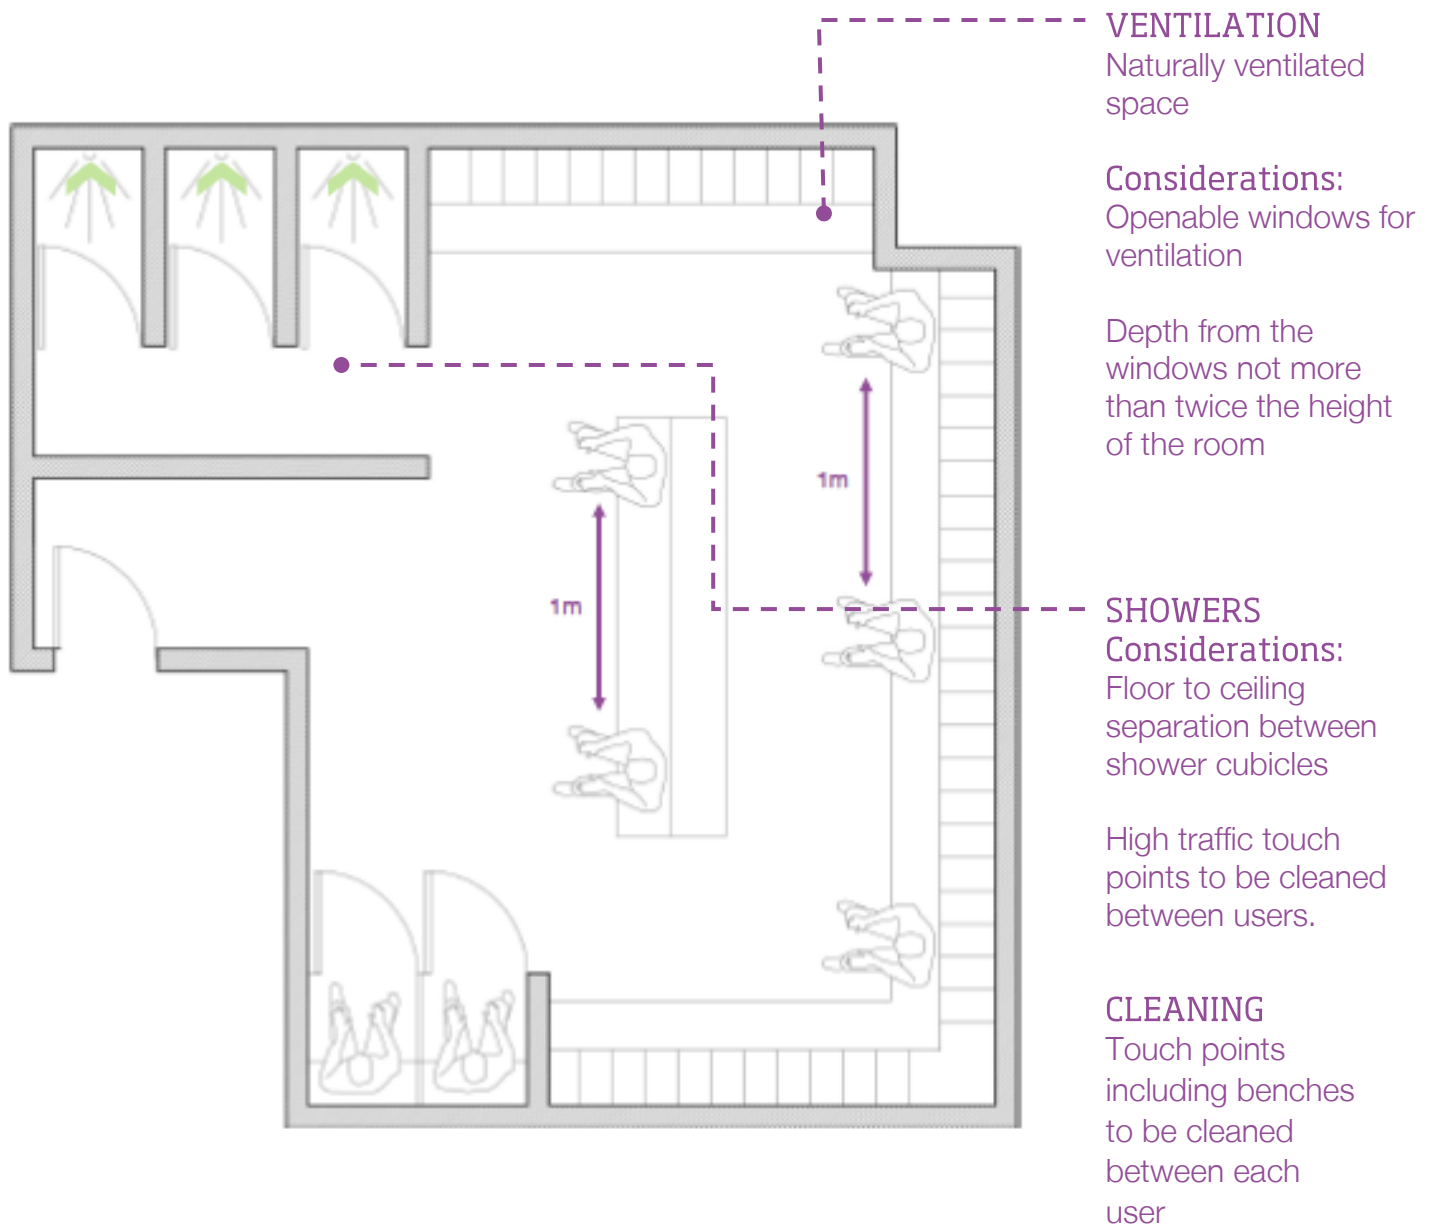 VENTILATION
Naturally ventilated
space
Considerations:
Openable windows for
ventilation
Depth from the
windows not more
than twice the height
of the room
1m
1m
SHOWERS
Considerations:
Floor to ceiling
separation between
shower cubicles
High traffic touch
points to be cleaned
between users.
CLEANING
Touch points
including benches
to be cleaned
between each
user